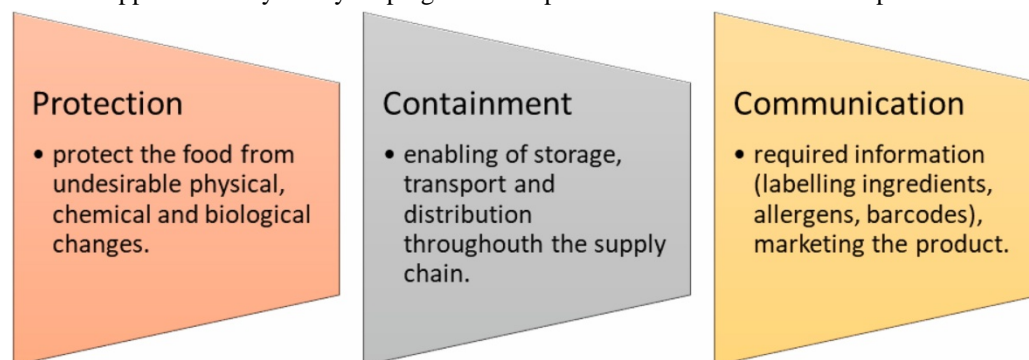 Protection
• protect the food from
undesirable physical,
chemical and biological
changes.
Containment
• enabling of storage,
transport and
distribution
throughouth the supply
chain.
Communication
• required information
(labelling ingredients,
allergens, barcodes),
marketing the product.